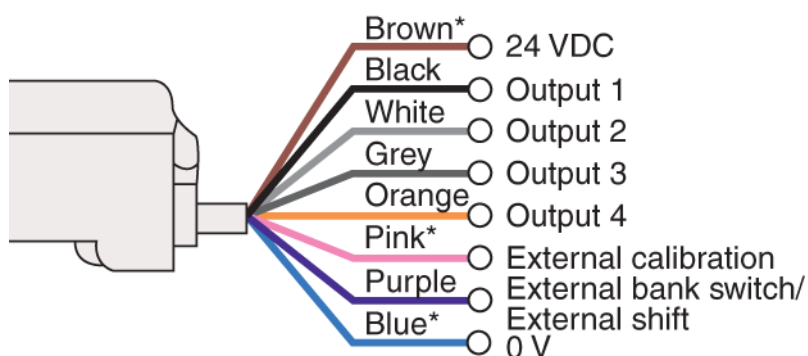 Brown* 24 VDC
Black Output 1
White Output 2
Grey Output 3
Orange Output 4
Pink* External calibration
Purple External bank switch/
External shift
Blue* 0 V